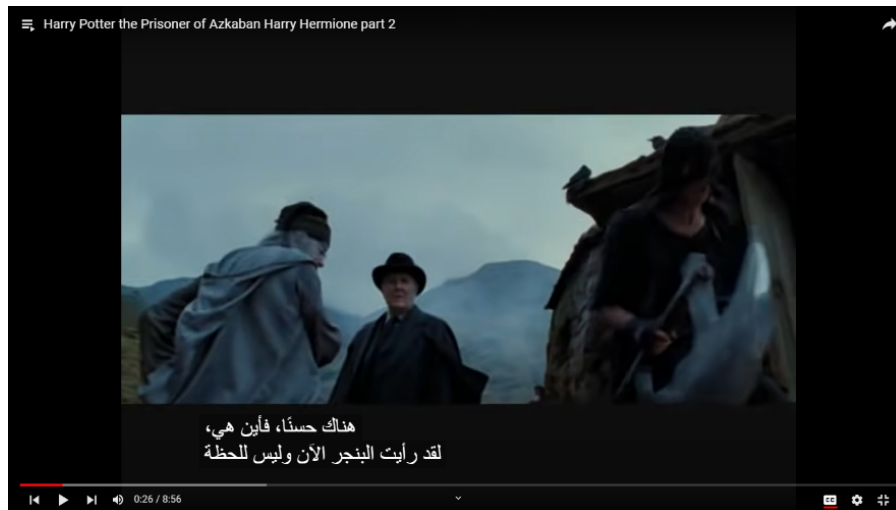 Harry Potter the Prisoner of Azkaban Harry Hermione part 2
هناك حسنًا، فأين هي،
لقد رأيت البنجر الآن وليس للحظة
0:26 / 8:56